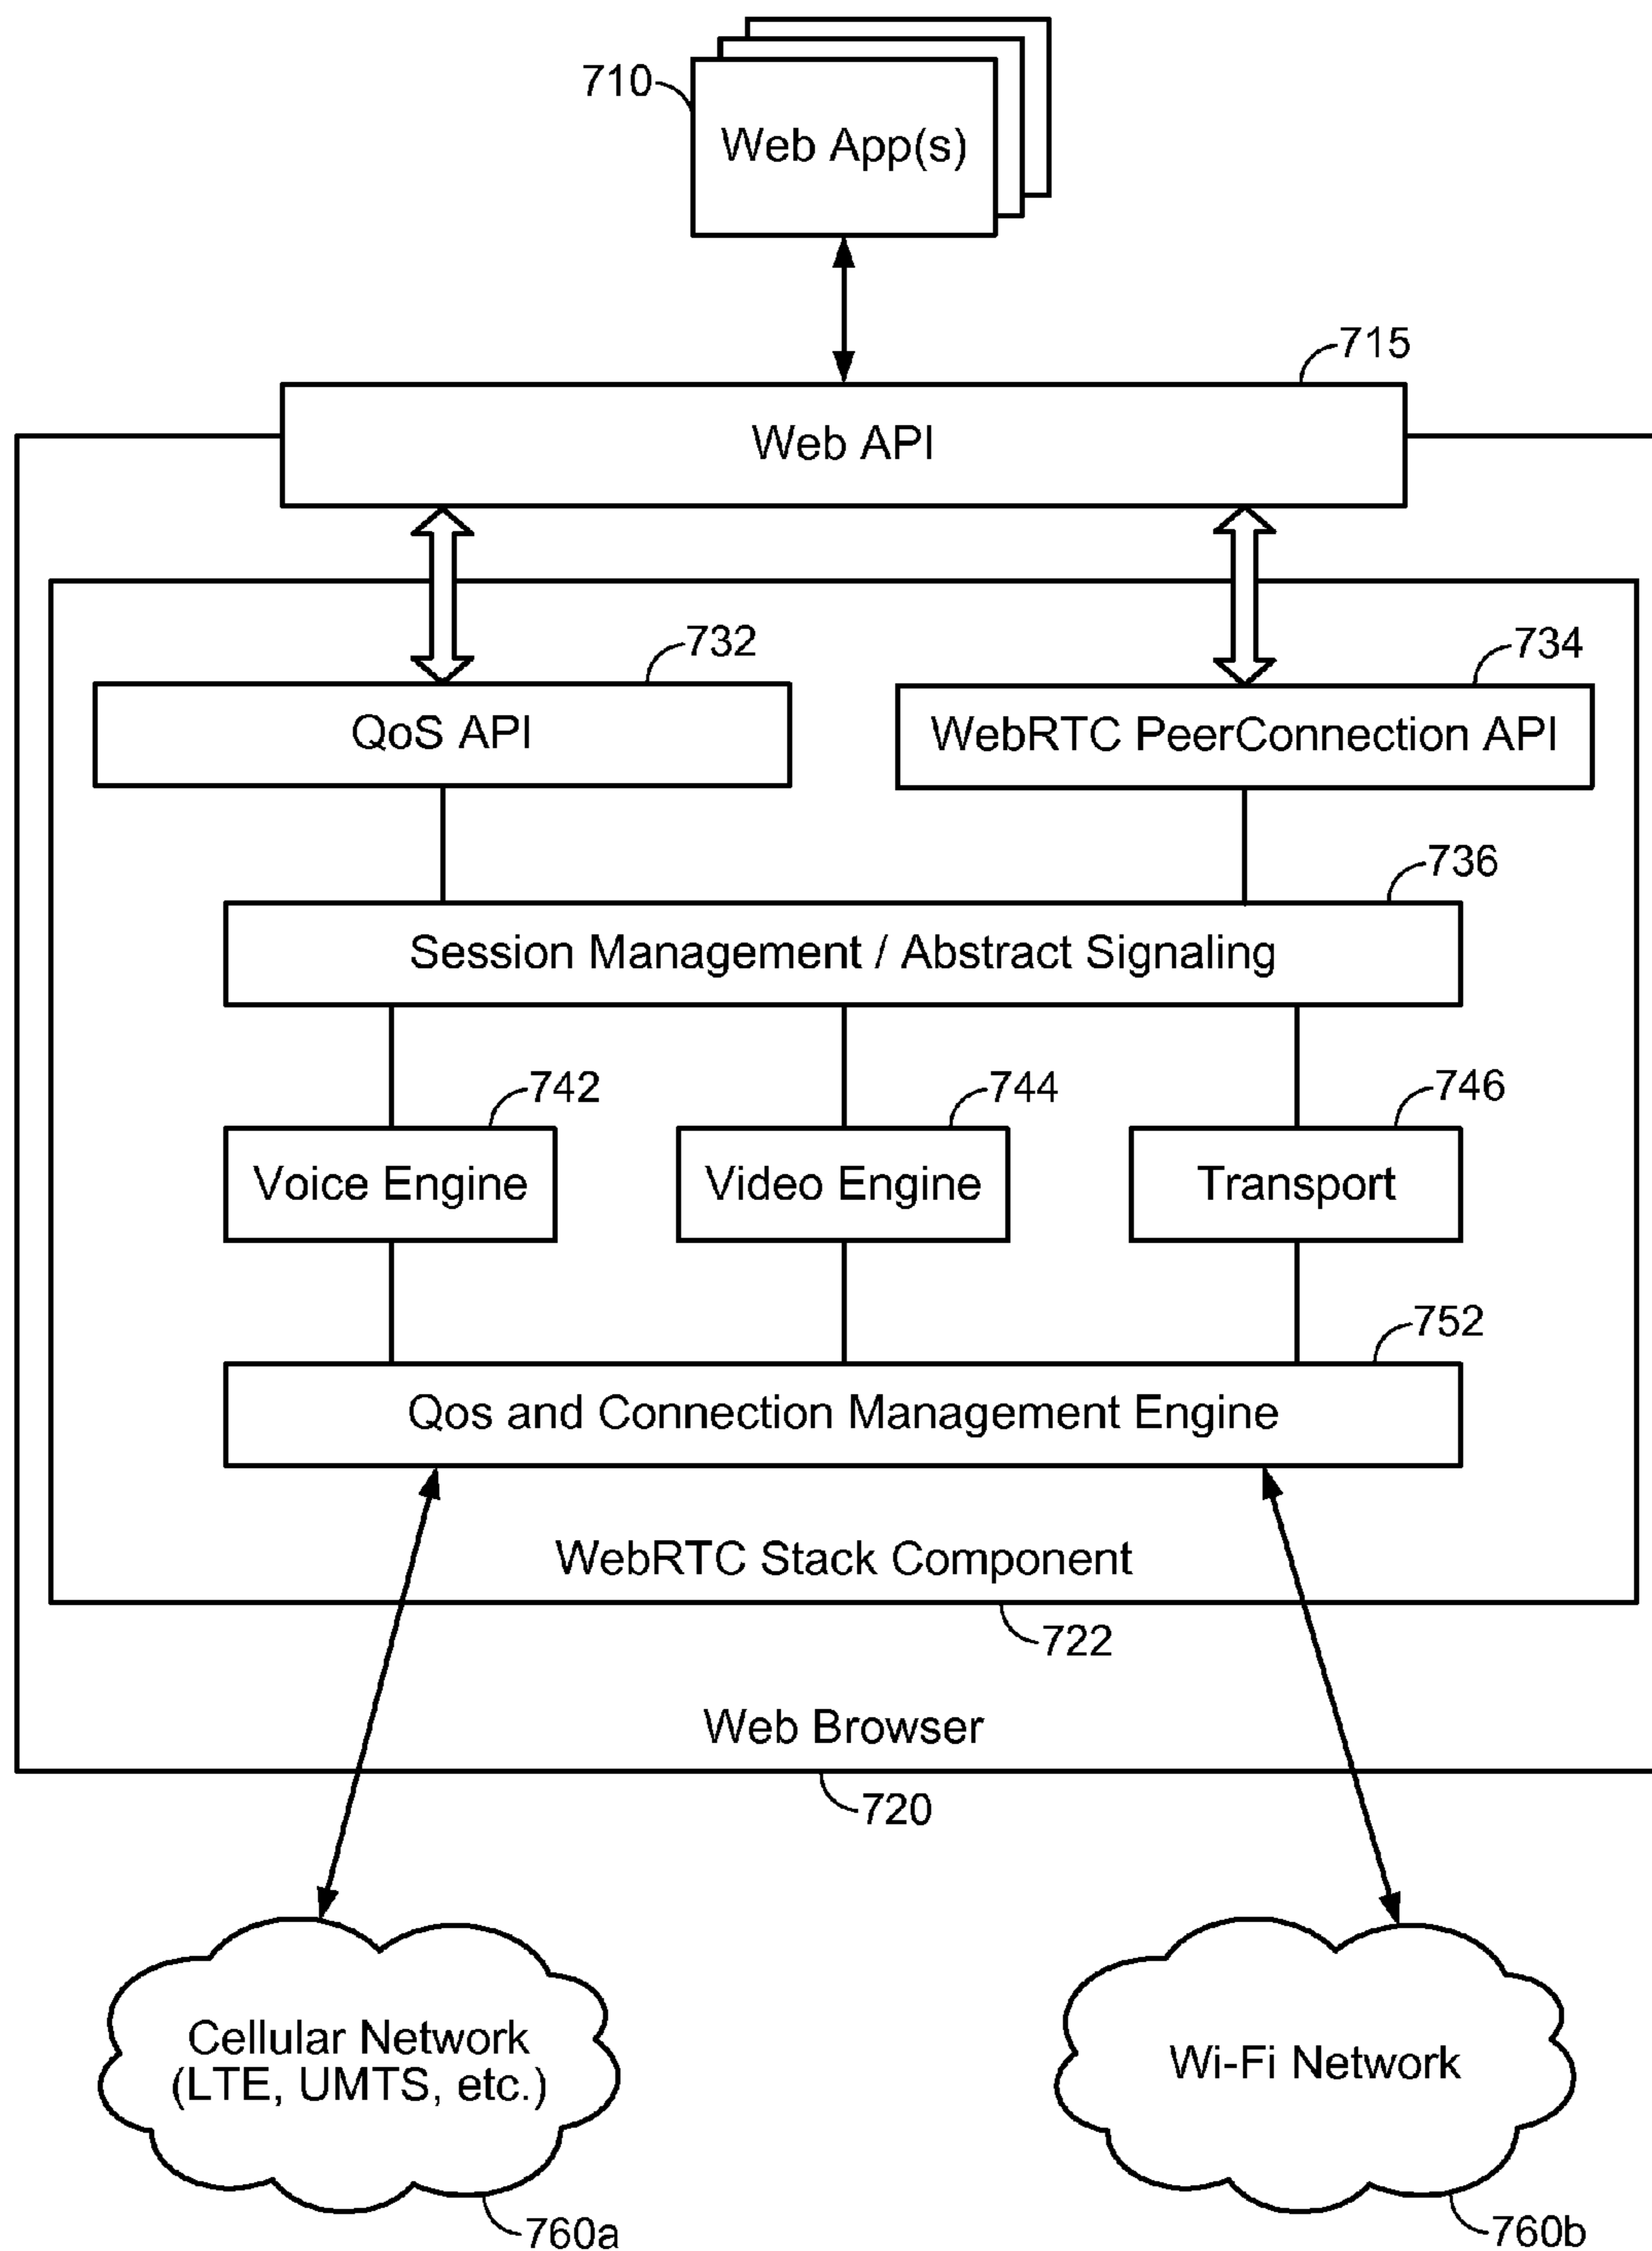 710
Web App(s)
715
Web API
732
734
QoS API
WebRTC PeerConnection API
736
Session Management / Abstract Signaling
742
744
746
Voice Engine
Video Engine
Transport
752
Qos and Connection Management Engine
WebRTC Stack Component
722
Web Browser
720
Cellular Network
(LTE, UMTS, etc.)
Wi-Fi Network
760a
760b